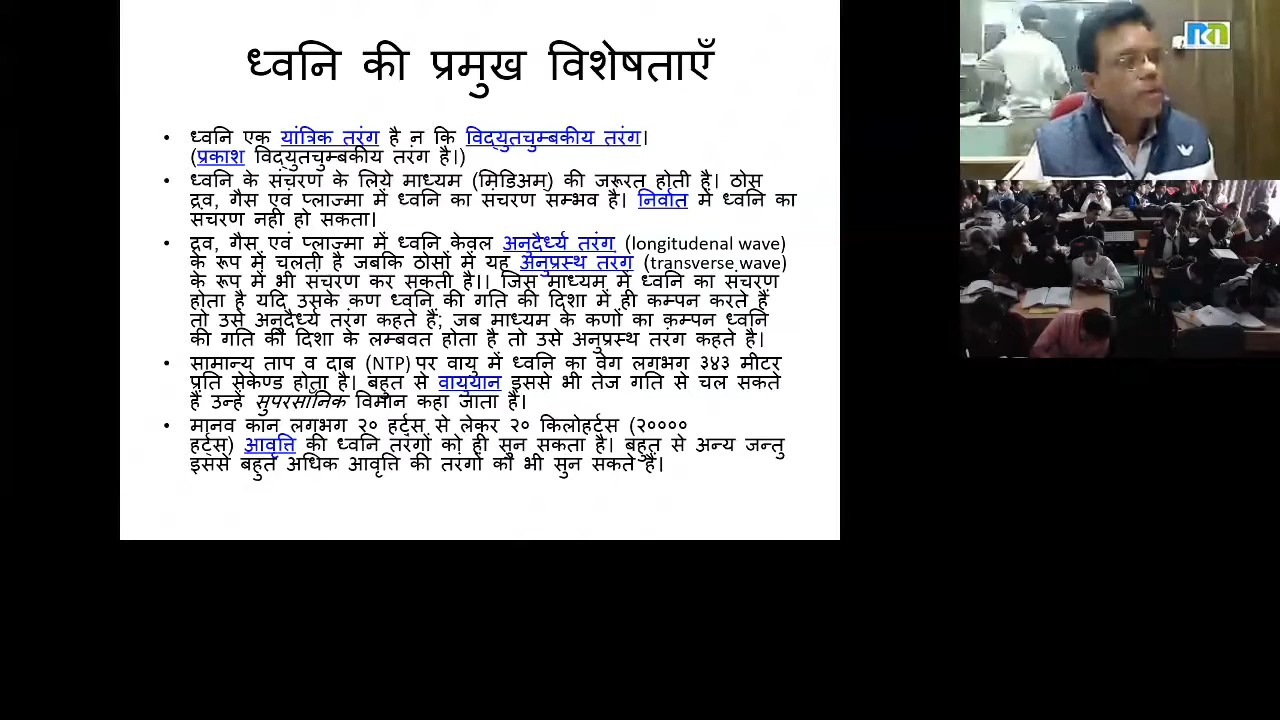 ध्वनि की प्रमुख विशेषताएँ
• ध्वनि एक यांत्रिक तरंग है न कि विद्युतचुम्बकीय तरंग।
(प्रकाश विद्युतचुम्बकीय तरंग है।)
• ध्वनि के संचरण के लिये माध्यम (मिडिअम) की जरूरत होती है। ठोस
द्रव, गैस एवं प्लाज्मा में ध्वनि का संचरण सम्भव है। निर्वात में ध्वनि का
संचरण नही हो सकता।
• द्रव, गैस एवं प्लाज्मा में ध्वनि केवल अनुदैर्ध्य तरंग (longitudenal wave)
के रूप में चलती है जबकि ठोसों में यह अनुप्रस्थ तरंग (transverse wave)
के रूप में भी संचरण कर सकती है।। जिस माध्यम में ध्वनि का संचरण
होता है यदि उसके कण ध्वनि की गति की दिशा में ही कम्पन करते हैं
तो उसे अनुदैर्ध्य तरंग कहते हैं; जब माध्यम के कणों का कम्पन ध्वनि
की गति की दिशा के लम्बवत होता है तो उसे अनुप्रस्थ तरंग कहते है।
• सामान्य ताप व दाब (NTP) पर वायु में ध्वनि का वेग लगभग ३४३ मीटर
प्रति सेकेण्ड होता है। बहुत से वायुयान इससे भी तेज गति से चल सकते
हैं उन्हें सुपरसॉनिक विमान कहा जाता है।
• मानव कान लगभग २० हर्ट्स से लेकर २० किलोहर्टस (२००००
हर्ट्स) आवृत्ति की ध्वनि तरंगों को ही सुन सकता है। बहुत से अन्य जन्तु
इससे बहुत अधिक आवृत्ति की तरंगों को भी सुन सकते हैं।